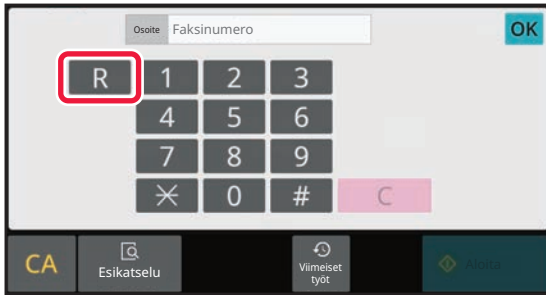 Osoite Faksinumero OK
R 1 2 3
4 5 6
7 8 9
* 0 # C
CA Esikatselu Viimeiset Aloita
työt